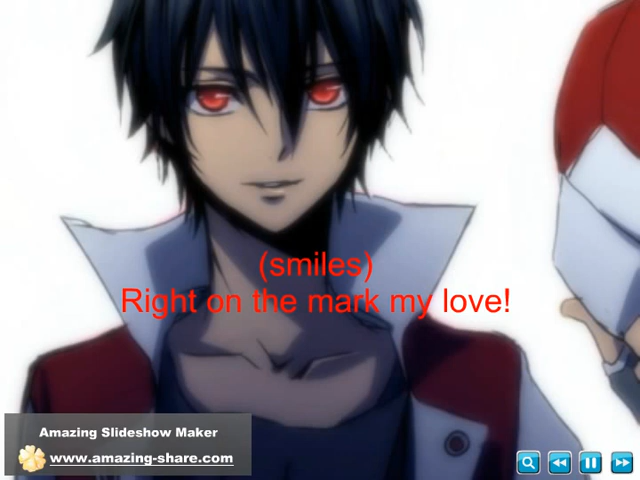 (smiles)
Right on the mark my love!
Amazing Slideshow Maker
www.amazing-share.com